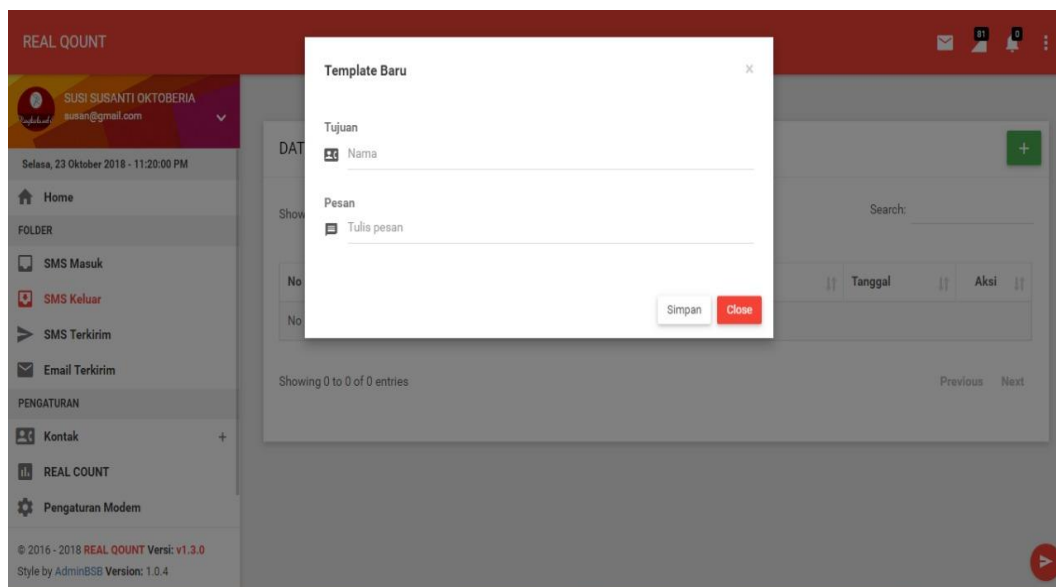 REAL QOUNT
81
0
SUSI SUSANTI OKTOBERIA
susan@gmail.com
Selasa, 23 Oktober 2018 - 11:20:00 PM
Home
FOLDER
SMS Masuk
SMS Keluar
SMS Terkirim
Email Terkirim
PENGATURAN
Kontak
REAL COUNT
Pengaturan Modem
© 2016 - 2018 REAL QOUNT Versi: v1.3.0
Style by AdminBSB Version: 1.0.4
Template Baru
Tujuan
Nama
Pesan
Tulis pesan
Simpan Close
DAT
Show
Search:
No Tanggal Aksi
No
Showing 0 to 0 of 0 entries
Previous Next